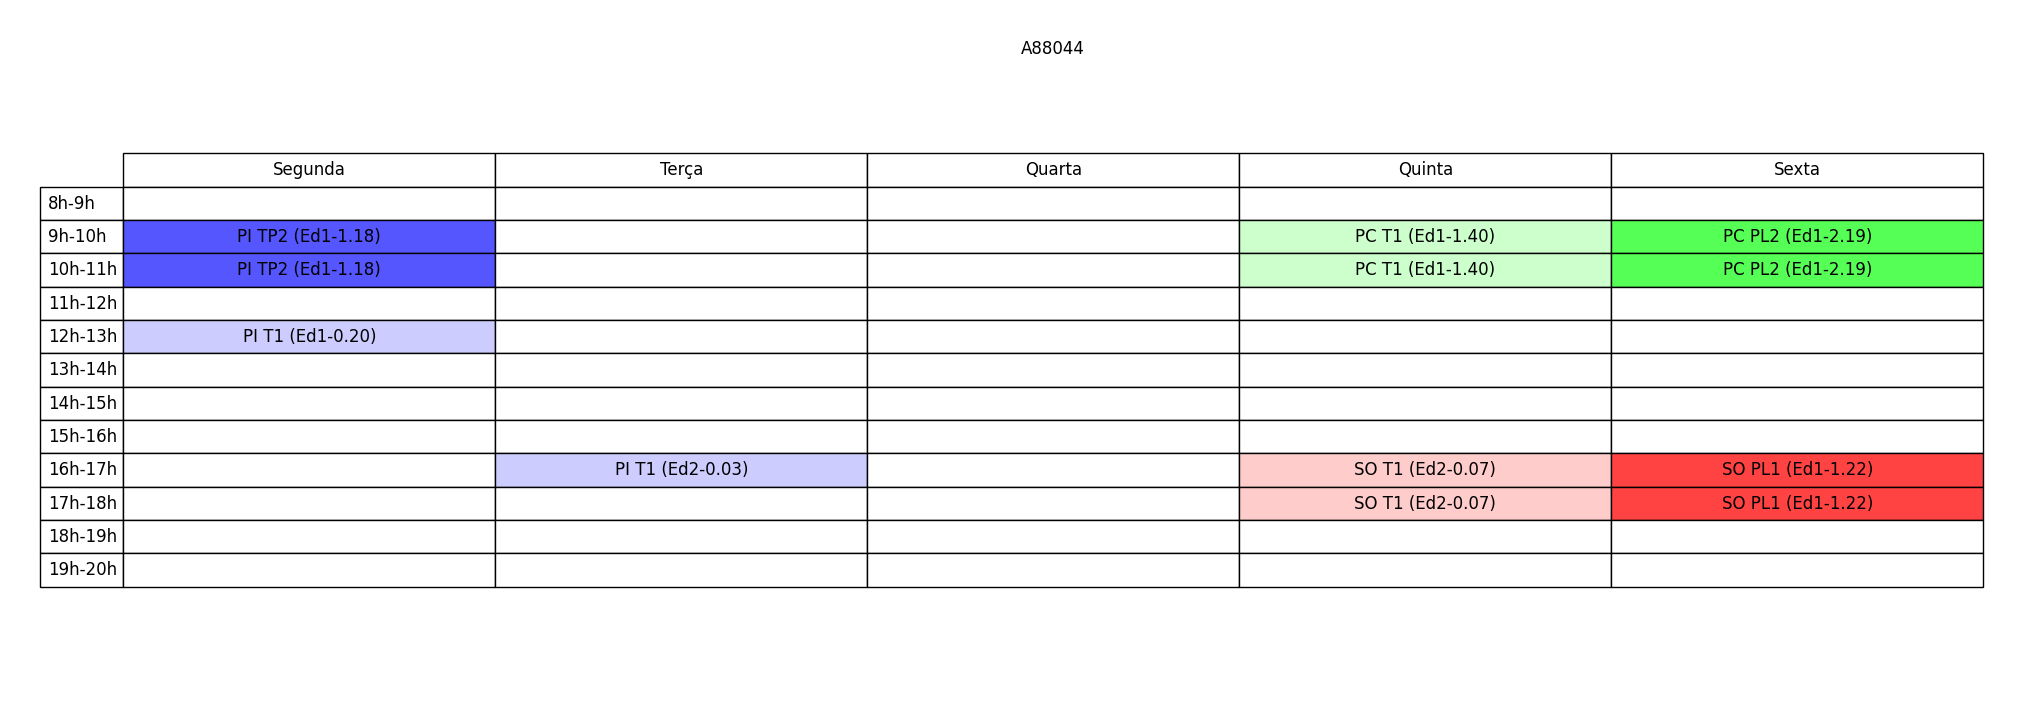 A88044
Segunda Terça Quarta Quinta Sexta
8h-9h
9h-10h PI TP2 (Ed1-1.18) PC T1 (Ed1-1.40) PC PL2 (Ed1-2.19)
10h-11h PI TP2 (Ed1-1.18) PC T1 (Ed1-1.40) PC PL2 (Ed1-2.19)
11h-12h
12h-13h PI T1 (Ed1-0.20)
13h-14h
14h-15h
15h-16h
16h-17h PI T1 (Ed2-0.03) SO T1 (Ed2-0.07) SO PL1 (Ed1-1.22)
17h-18h SO T1 (Ed2-0.07) SO PL1 (Ed1-1.22)
18h-19h
19h-20h